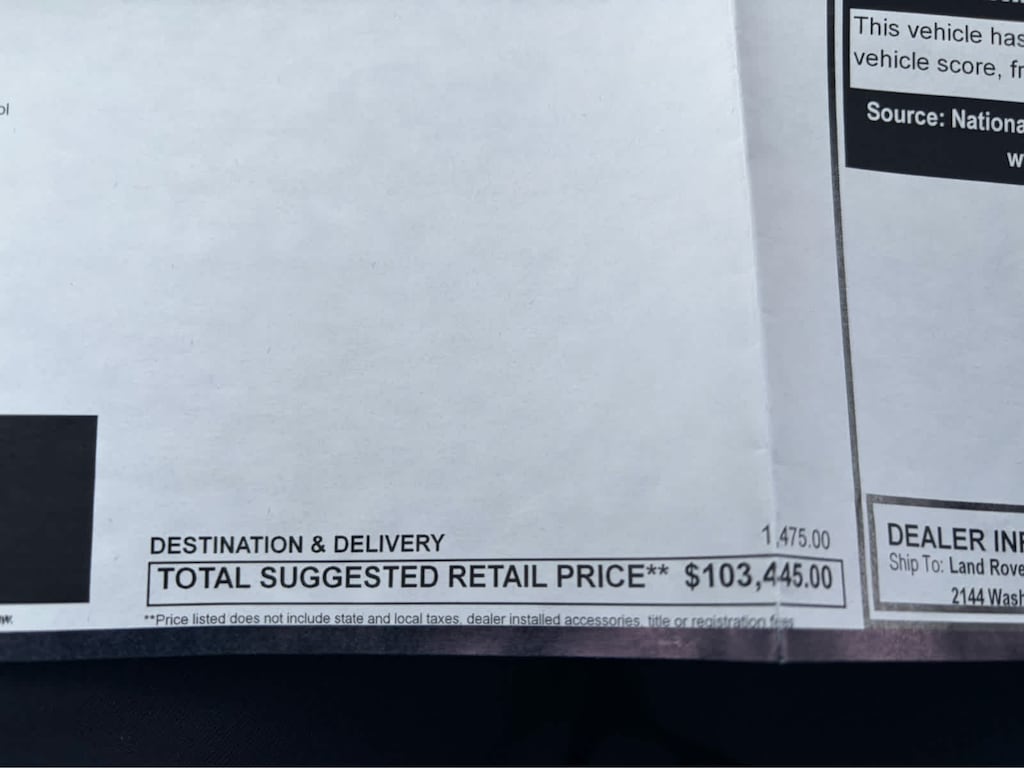 This vehicle has
vehicle score, fr
Source: Nationa
w
ol
DESTINATION & DELIVERY 1,475.00
TOTAL SUGGESTED RETAIL PRICE** $103,445.00
**Price listed does not include state and local taxes, dealer installed accessories, title or registration fees
DEALER INF
Ship To: Land Rove
2144 Wash